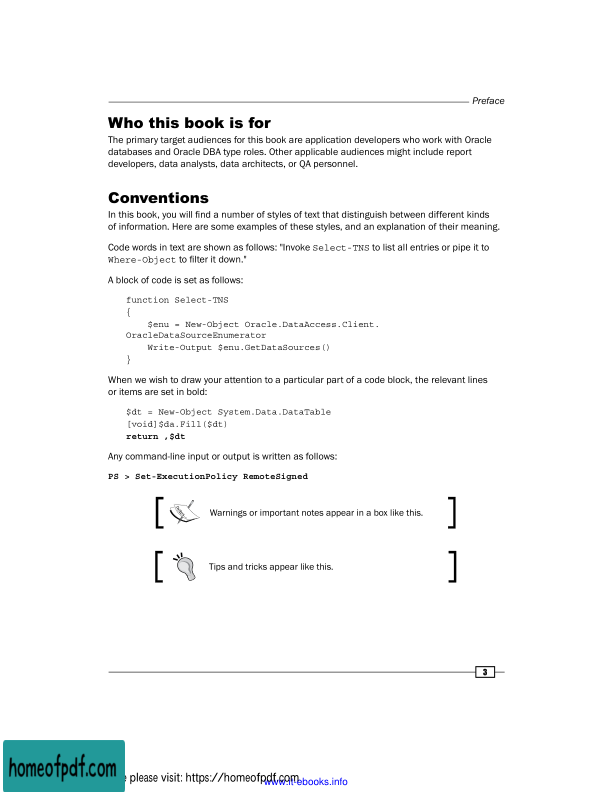 Preface
Who this book is for
The primary target audiences for this book are application developers who work with Oracle
databases and Oracle DBA type roles. Other applicable audiences might include report
developers, data analysts, data architects, or QA personnel.
Conventions
In this book, you will find a number of styles of text that distinguish between different kinds
of information. Here are some examples of these styles, and an explanation of their meaning.
Code words in text are shown as follows: "Invoke Select-TNS to list all entries or pipe it to
Where-Object to filter it down."
A block of code is set as follows:
function Select-TNS
{
    $enu = New-Object Oracle.DataAccess.Client.
OracleDataSourceEnumerator
    Write-Output $enu.GetDataSources()
}
When we wish to draw your attention to a particular part of a code block, the relevant lines
or items are set in bold:
$dt = New-Object System.Data.DataTable
[void]$da.Fill($dt)
return ,$dt
Any command-line input or output is written as follows:
PS > Set-ExecutionPolicy RemoteSigned
Warnings or important notes appear in a box like this.
Tips and tricks appear like this.
3
homeofpdf.com
please visit: https://homeofpdf.com
www.it-ebooks.info